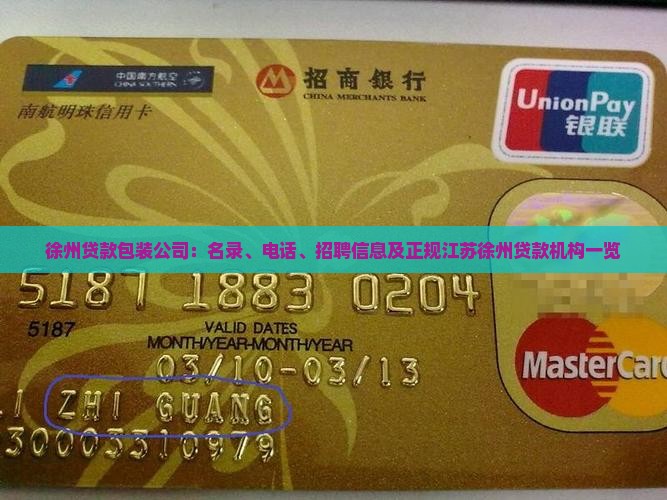 中国南方航空
CHINA SOUTHERN
招商銀行
CHINA MERCHANTS BANK
UnionPay
银联
南航明珠信用卡
徐州贷款包装公司：名录、电话、招聘信息及正规江苏徐州贷款机构一览
5187 1883 0204
5187
VALID DATES
MONTH/YEAR-MONTH/YEAR
03/10-03/13
MasterCar
ZHI GUANG
30003310979